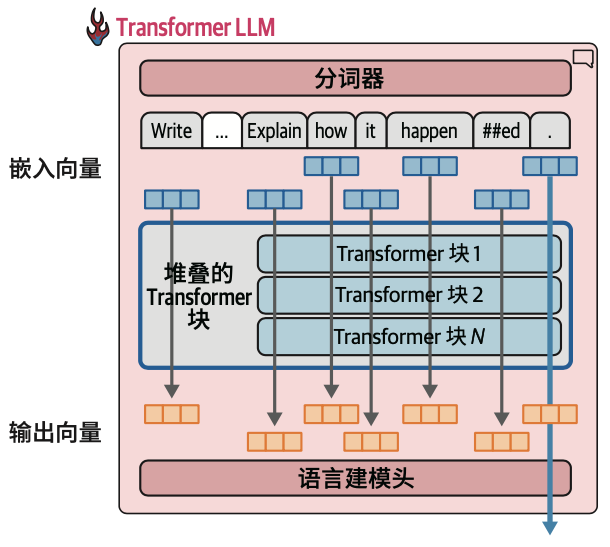 Transformer LLM
分词器
Write ... Explain how it happen ##ed .
嵌入向量
堆叠的
Transformer
块
Transformer 块 1
Transformer 块 2
Transformer 块 N
输出向量
语言建模头